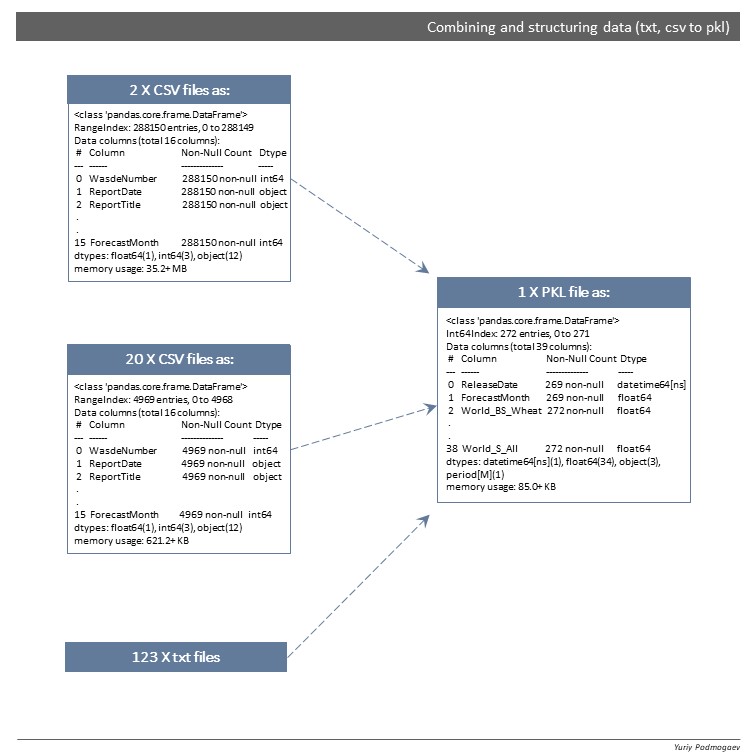 Combining and structuring data (txt, csv to pkl)
2 X CSV files as:
<class 'pandas.core.frame.DataFrame'>
RangeIndex: 288150 entries, 0 to 288149
Data columns (total 16 columns):
# Column Non-Null Count Dtype
--- ------ -------------- -----
0 WasdeNumber 288150 non-null int64
1 ReportDate 288150 non-null object
2 ReportTitle 288150 non-null object
.
.
15 ForecastMonth 288150 non-null int64
dtypes: float64(1), int64(3), object(12)
memory usage: 35.2+ MB
20 X CSV files as:
<class 'pandas.core.frame.DataFrame'>
RangeIndex: 4969 entries, 0 to 4968
Data columns (total 16 columns):
# Column Non-Null Count Dtype
--- ------ -------------- -----
0 WasdeNumber 4969 non-null int64
1 ReportDate 4969 non-null object
2 ReportTitle 4969 non-null object
.
.
15 ForecastMonth 4969 non-null int64
dtypes: float64(1), int64(3), object(12)
memory usage: 621.2+ KB
123 X txt files
1 X PKL file as:
<class 'pandas.core.frame.DataFrame'>
Int64Index: 272 entries, 0 to 271
Data columns (total 39 columns):
# Column Non-Null Count Dtype
--- ------ -------------- -----
0 ReleaseDate 269 non-null datetime64[ns]
1 ForecastMonth 269 non-null float64
2 World_BS_Wheat 272 non-null float64
.
.
38 World_S_All 272 non-null float64
dtypes: datetime64[ns](1), float64(34), object(3),
period[M](1)
memory usage: 85.0+ KB
Yuriy Podmogaev